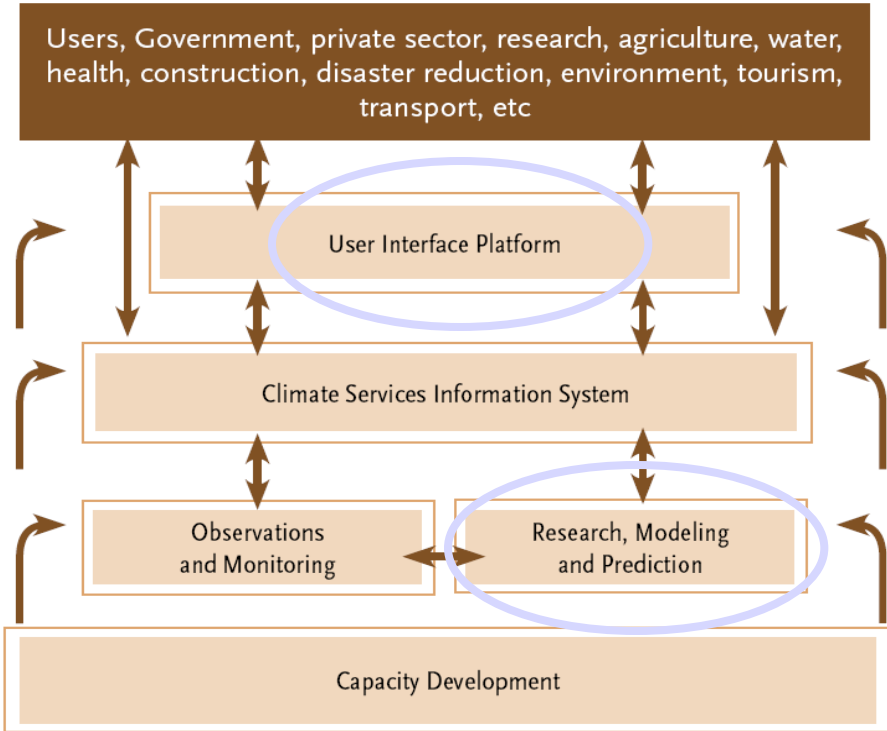 Users, Government, private sector, research, agriculture, water,
health, construction, disaster reduction, environment, tourism,
transport, etc
User Interface Platform
Climate Services Information System
Observations
and Monitoring
Research, Modeling
and Prediction
Capacity Development